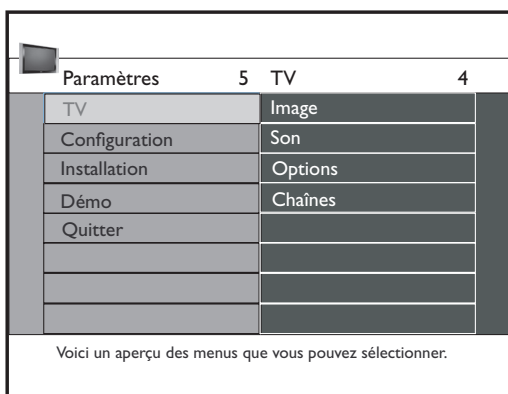 Paramètres 5 TV 4
TV Image
Configuration Son
Installation Options
Démo Chaînes
Quitter
Voici un aperçu des menus que vous pouvez sélectionner.